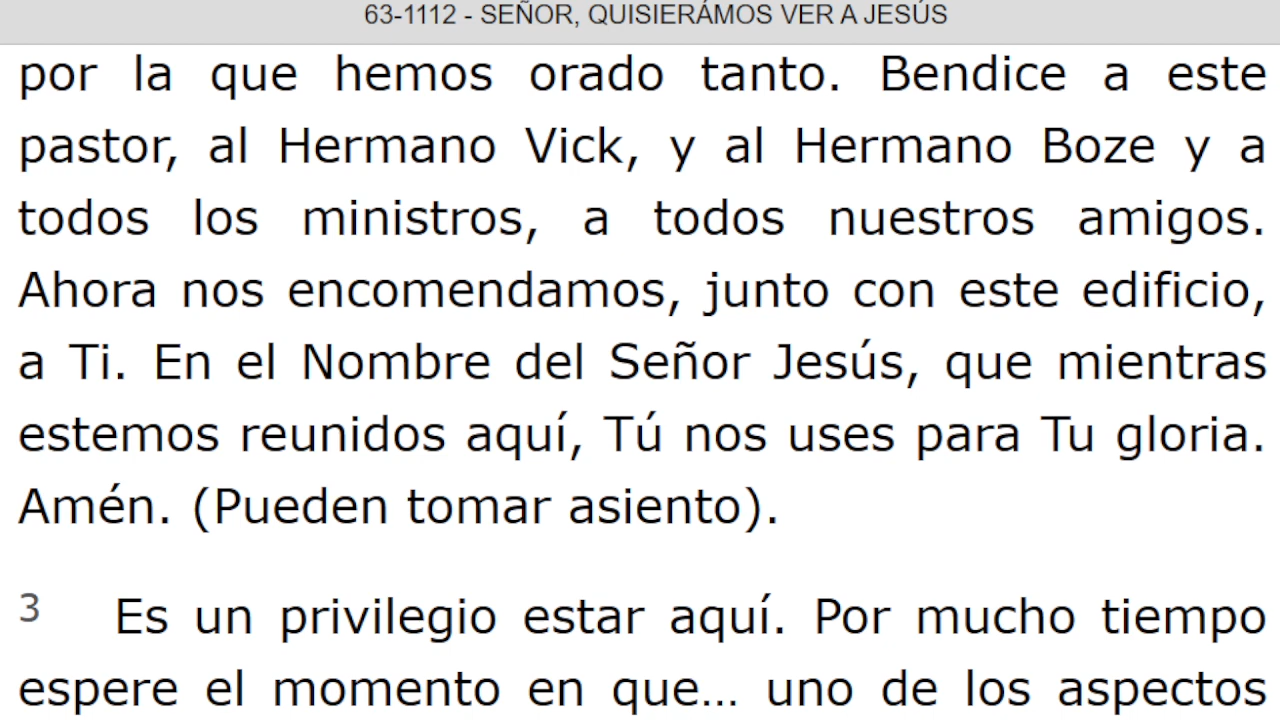 63-1112 - SEÑOR, QUISIERÁMOS VER A JESÚS
por la que hemos orado tanto. Bendice a este
pastor, al Hermano Vick, y al Hermano Boze y a
todos los ministros, a todos nuestros amigos.
Ahora nos encomendamos, junto con este edificio,
a Ti. En el Nombre del Señor Jesús, que mientras
estemos reunidos aquí, Tú nos uses para Tu gloria.
Amén. (Pueden tomar asiento).
3 Es un privilegio estar aquí. Por mucho tiempo
espere el momento en que... uno de los aspectos